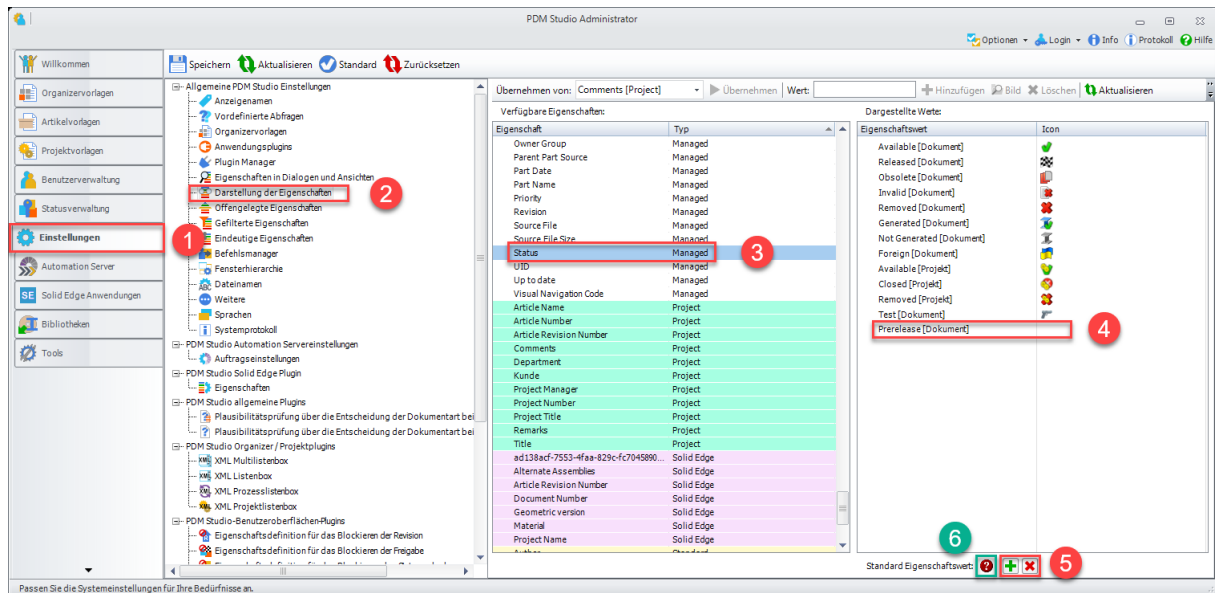 PDM Studio Administrator
Optionen Login Info Protokoll Hilfe
Willkommen
Organizervorlagen
Artikelvorlagen
Projektvorlagen
Benutzerverwaltung
Statusverwaltung
Einstellungen
Automation Server
Solid Edge Anwendungen
Bibliotheken
Tools
Speichern Aktualisieren Standard Zurücksetzen
Allgemeine PDM Studio Einstellungen
Anzeigenamen
Vordefinierte Abfragen
Organizervorlagen
Anwendungsplugins
Plugin Manager
Eigenschaften in Dialogen und Ansichten
Darstellung der Eigenschaften
Offengelegte Eigenschaften
Gefilterte Eigenschaften
Eindeutige Eigenschaften
Befehlsmanager
Fensterhierarchie
Dateinamen
Weitere
Sprachen
Systemprotokoll
PDM Studio Automation Servereinstellungen
Auftragseinstellungen
PDM Studio Solid Edge Plugin
Eigenschaften
PDM Studio allgemeine Plugins
Plausibilitätsprüfung über die Entscheidung der Dokumentart bei
Plausibilitätsprüfung über die Entscheidung der Dokumentart bei
PDM Studio Organizer/Projektplugins
XML Multilistenbox
XML Listenbox
XML Prozesslistenbox
XML Projektlistenbox
PDM Studio-Benutzeroberflächen-Plugins
Eigenschaftsdefinition für das Blockieren der Revision
Eigenschaftsdefinition für das Blockieren der Freigabe
1
2
Übernehmen von: Comments [Project] Übernehmen Wert: Hinzufügen Bild Löschen Aktualisieren
Verfügbare Eigenschaften:
Eigenschaft Typ
Owner Group Managed
Parent Part Source Managed
Part Date Managed
Part Name Managed
Priority Managed
Revision Managed
Source File Managed
Source File Size Managed
Status Managed
UID Managed
Up to date Managed
Visual Navigation Code Managed
Article Name Project
Article Number Project
Article Revision Number Project
Comments Project
Department Project
Kunde Project
Project Manager Project
Project Number Project
Project Title Project
Remarks Project
Title Project
ad138acf-7553-4faa-829c-fc7045890... Solid Edge
Alternate Assemblies Solid Edge
Article Revision Number Solid Edge
Document Number Solid Edge
Geometric version Solid Edge
Material Solid Edge
Project Name Solid Edge
Author Standard
3
Dargestellte Werte:
Eigenschaftswert Icon
Available [Dokument]
Released [Dokument]
Obsolete [Dokument]
Invalid [Dokument]
Removed [Dokument]
Generated [Dokument]
Not Generated [Dokument]
Foreign [Dokument]
Available [Projekt]
Closed [Projekt]
Removed [Projekt]
Test [Dokument]
Prerelease [Dokument]
4
6
Standard Eigenschaftswert:
5
Passen Sie die Systemeinstellungen für Ihre Bedürfnisse an.